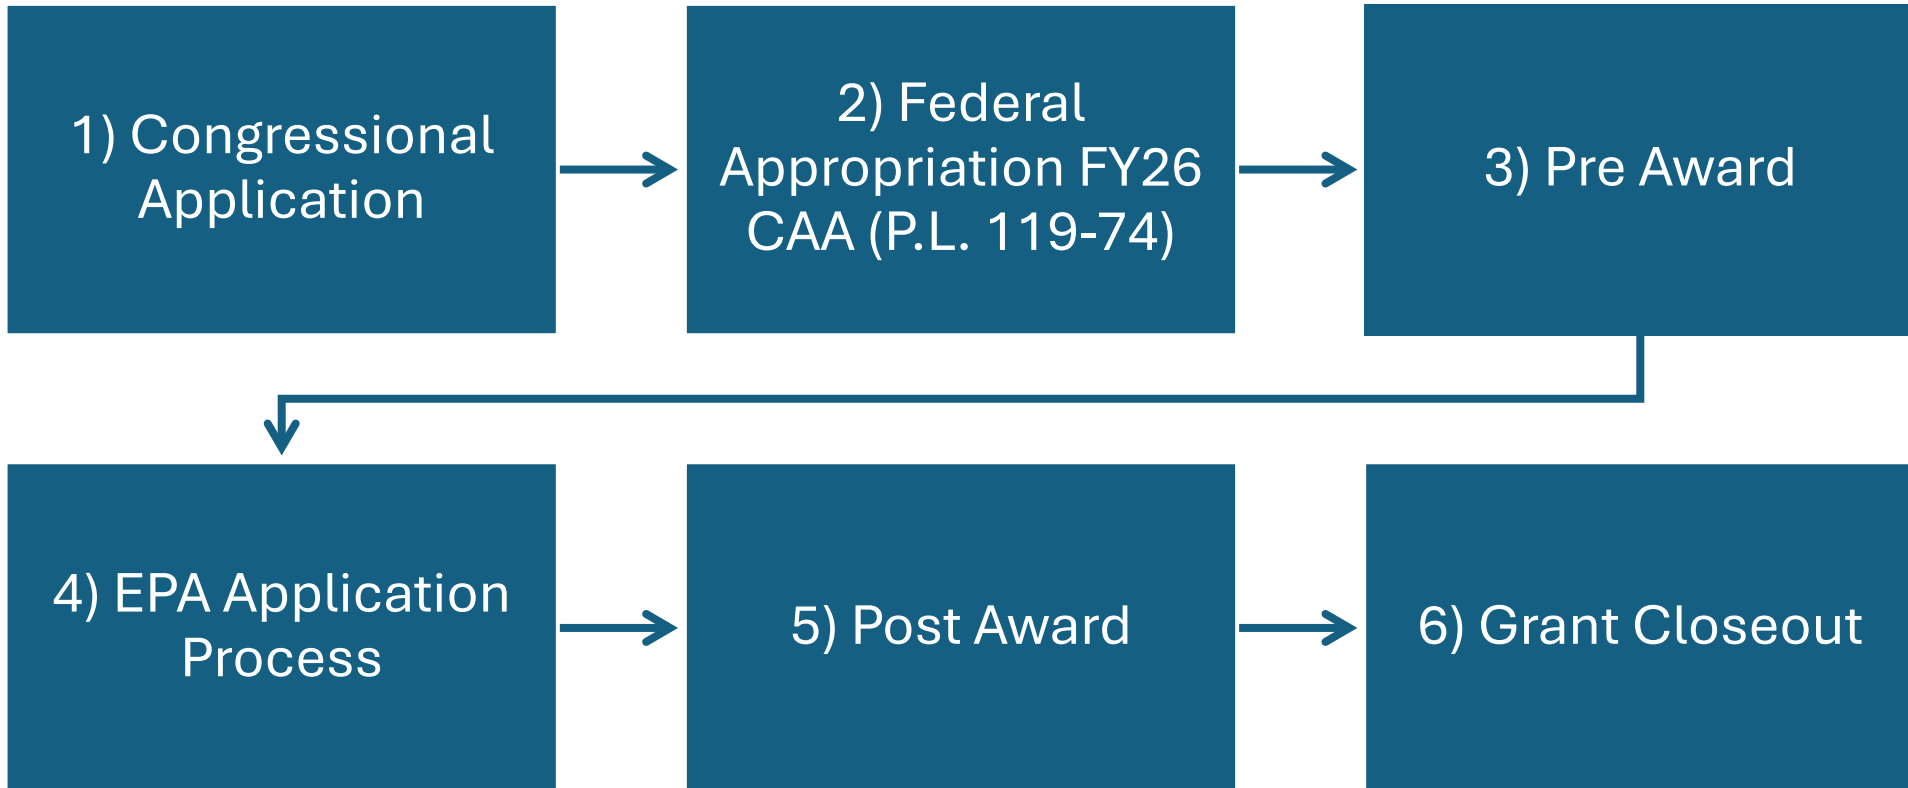 1) Congressional
Application
2) Federal
Appropriation FY26
CAA (P.L. 119-74)
3) Pre Award
4) EPA Application
Process
5) Post Award
6) Grant Closeout